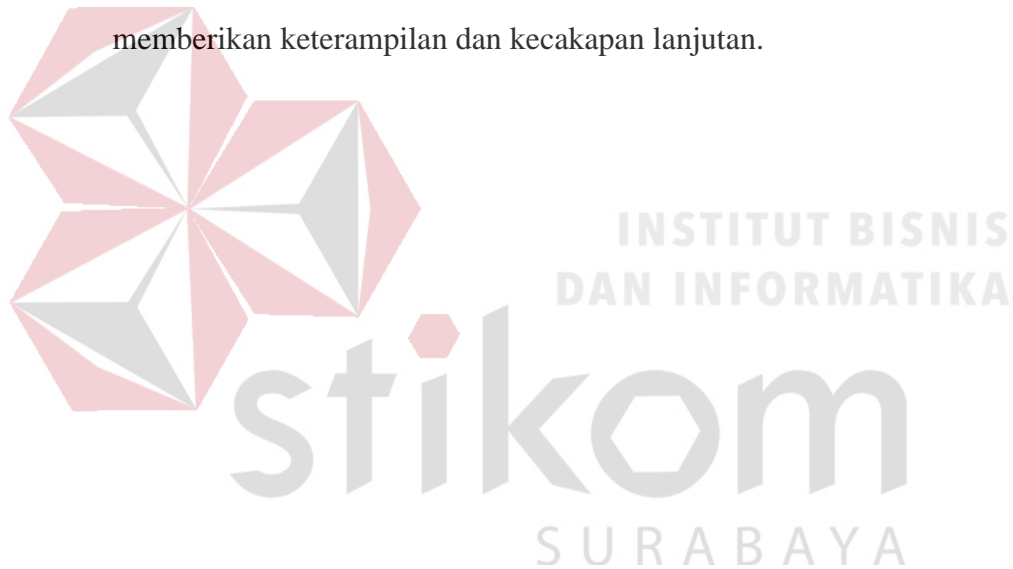 memberikan keterampilan dan kecakapan lanjutan.
INSTITUT BISNIS
DAN INFORMATIKA
stikom
SURABAYA